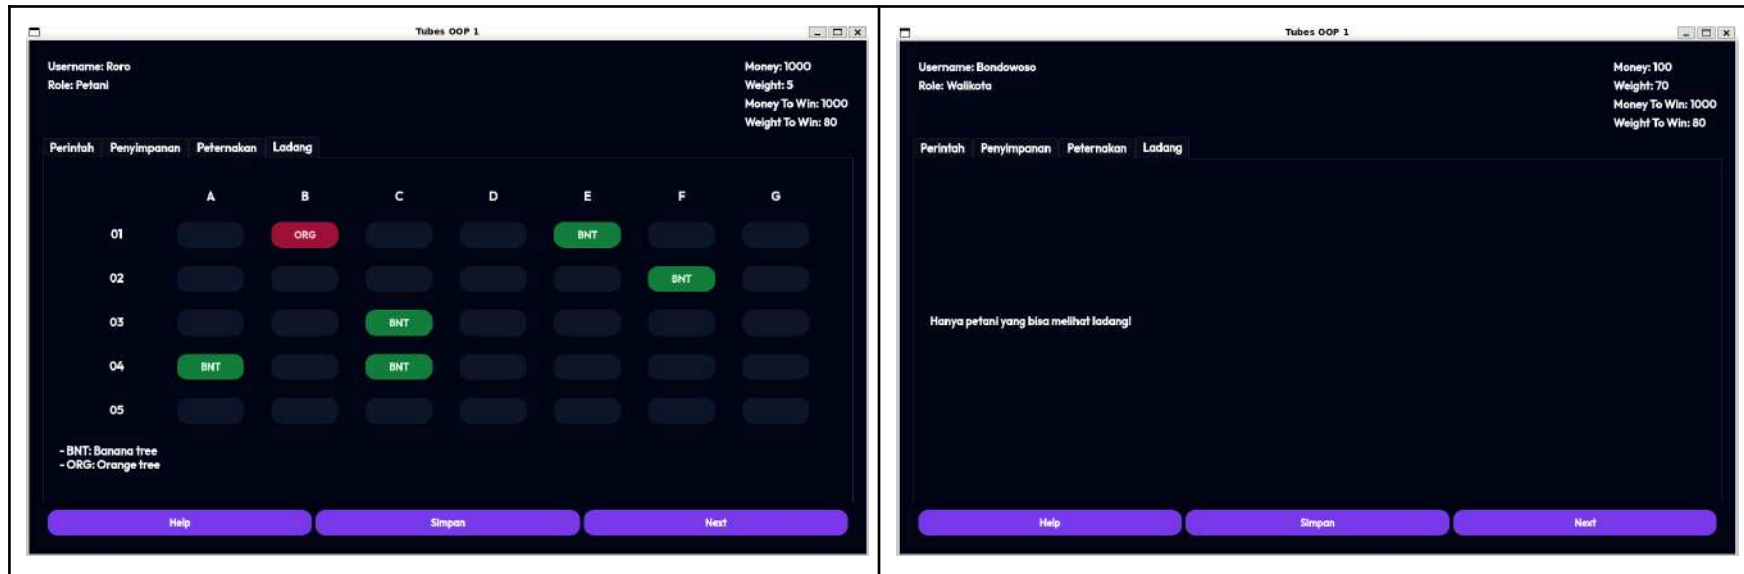 Tubes OOP 1
Username: Roro
Role: Petani
Money: 1000
Weight: 5
Money To Win: 1000
Weight To Win: 80
Perintah Penyimpanan Peternakan Ladang
A B C D E F G
01 ORG BNT
02 BNT
03 BNT
04 BNT BNT
05
- BNT: Banana tree
- ORG: Orange tree
Help Simpan Next
Tubes OOP 1
Username: Bondowoso
Role: Walikota
Money: 100
Weight: 70
Money To Win: 1000
Weight To Win: 80
Perintah Penyimpanan Peternakan Ladang
Hanya petani yang bisa melihat ladang!
Help Simpan Next